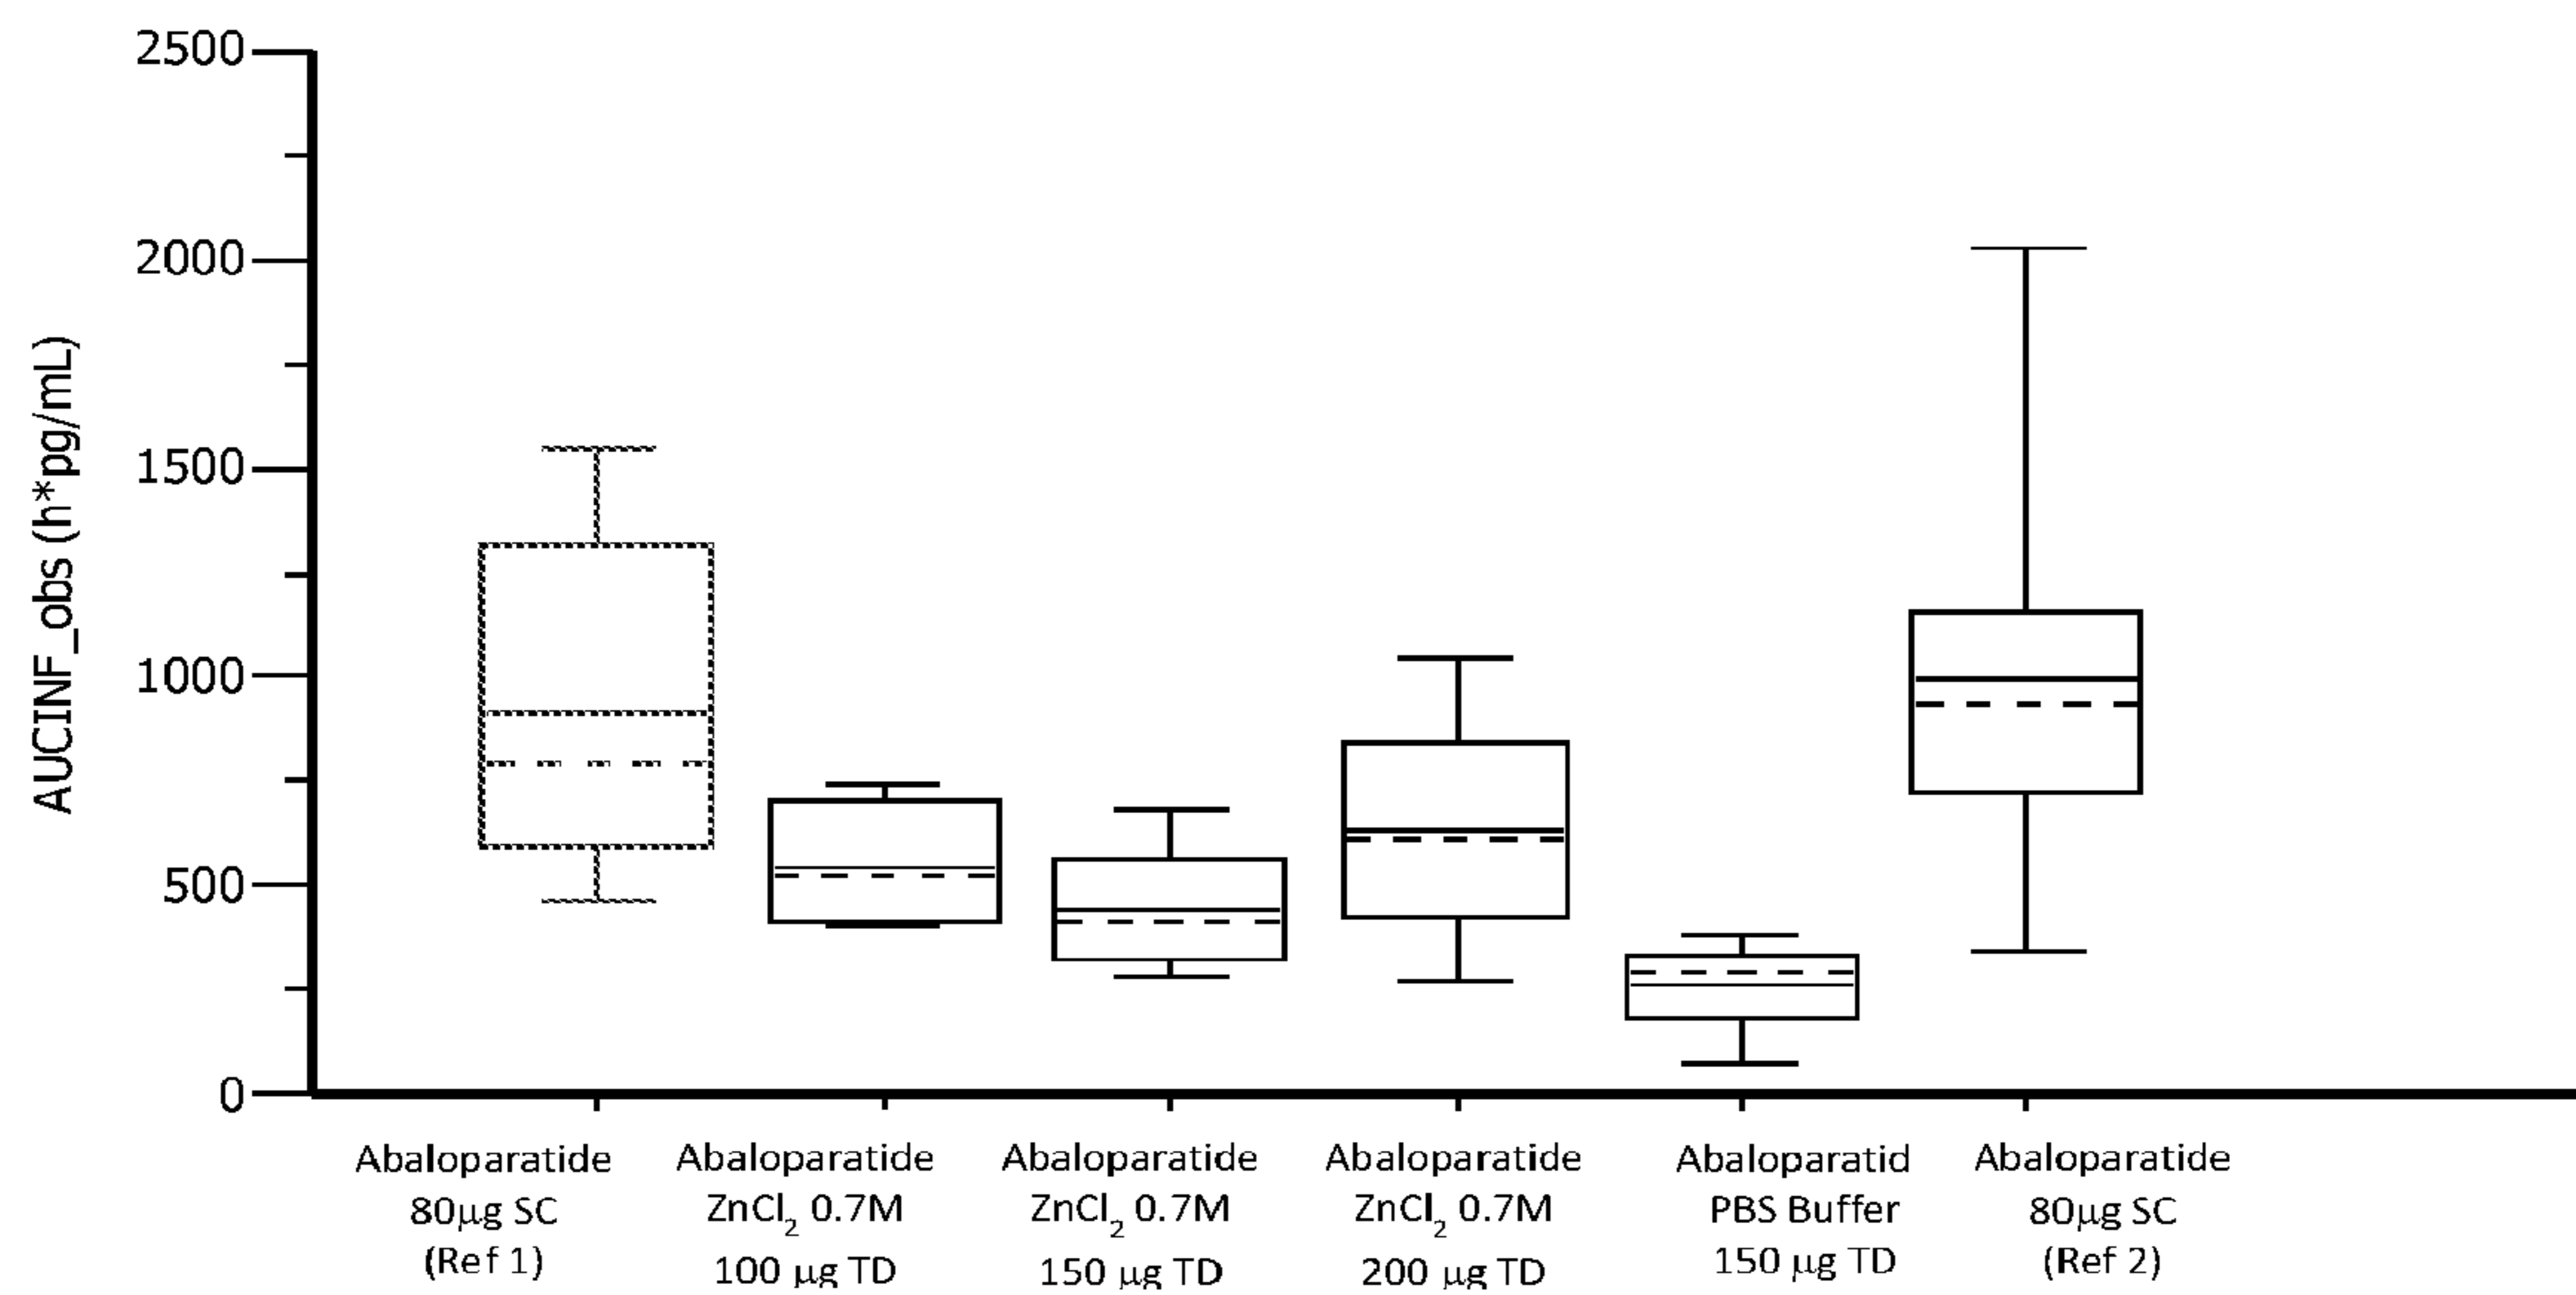 2500
2000
1500
1000
500
0
AUCINF_obs (h*pg/mL)
Abaloparatide
80µg SC
(Ref 1)
Abaloparatide
ZnCl₂ 0.7M
100 µg TD
Abaloparatide
ZnCl₂ 0.7M
150 µg TD
Abaloparatide
ZnCl₂ 0.7M
200 µg TD
Abaloparatid
PBS Buffer
150 µg TD
Abaloparatide
80µg SC
(Ref 2)